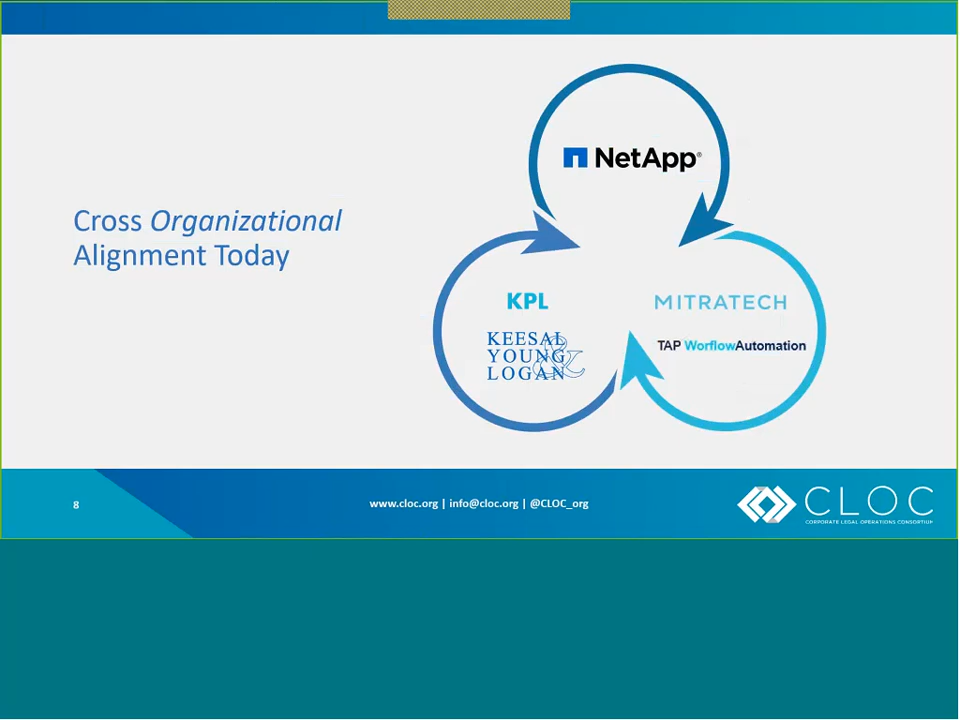 Cross Organizational
Alignment Today
NetApp®
KPL
KEESAL
YOUNG &
LOGAN
MITRATECH
TAP WorflowAutomation
8
www.cloc.org | info@cloc.org | @CLOC_org
CLOC
CORPORATE LEGAL OPERATIONS CONSORTIUM